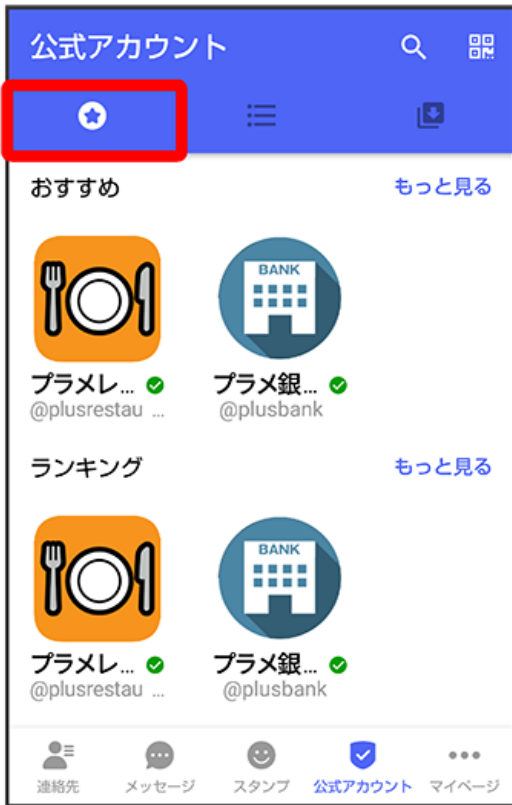 公式アカウント
おすすめ もっと見る
BANK
プラメレ... プラメ銀...
@plusrestau ... @plusbank
ランキング もっと見る
BANK
プラメレ... プラメ銀...
@plusrestau ... @plusbank
連絡先 メッセージ スタンプ 公式アカウント マイページ